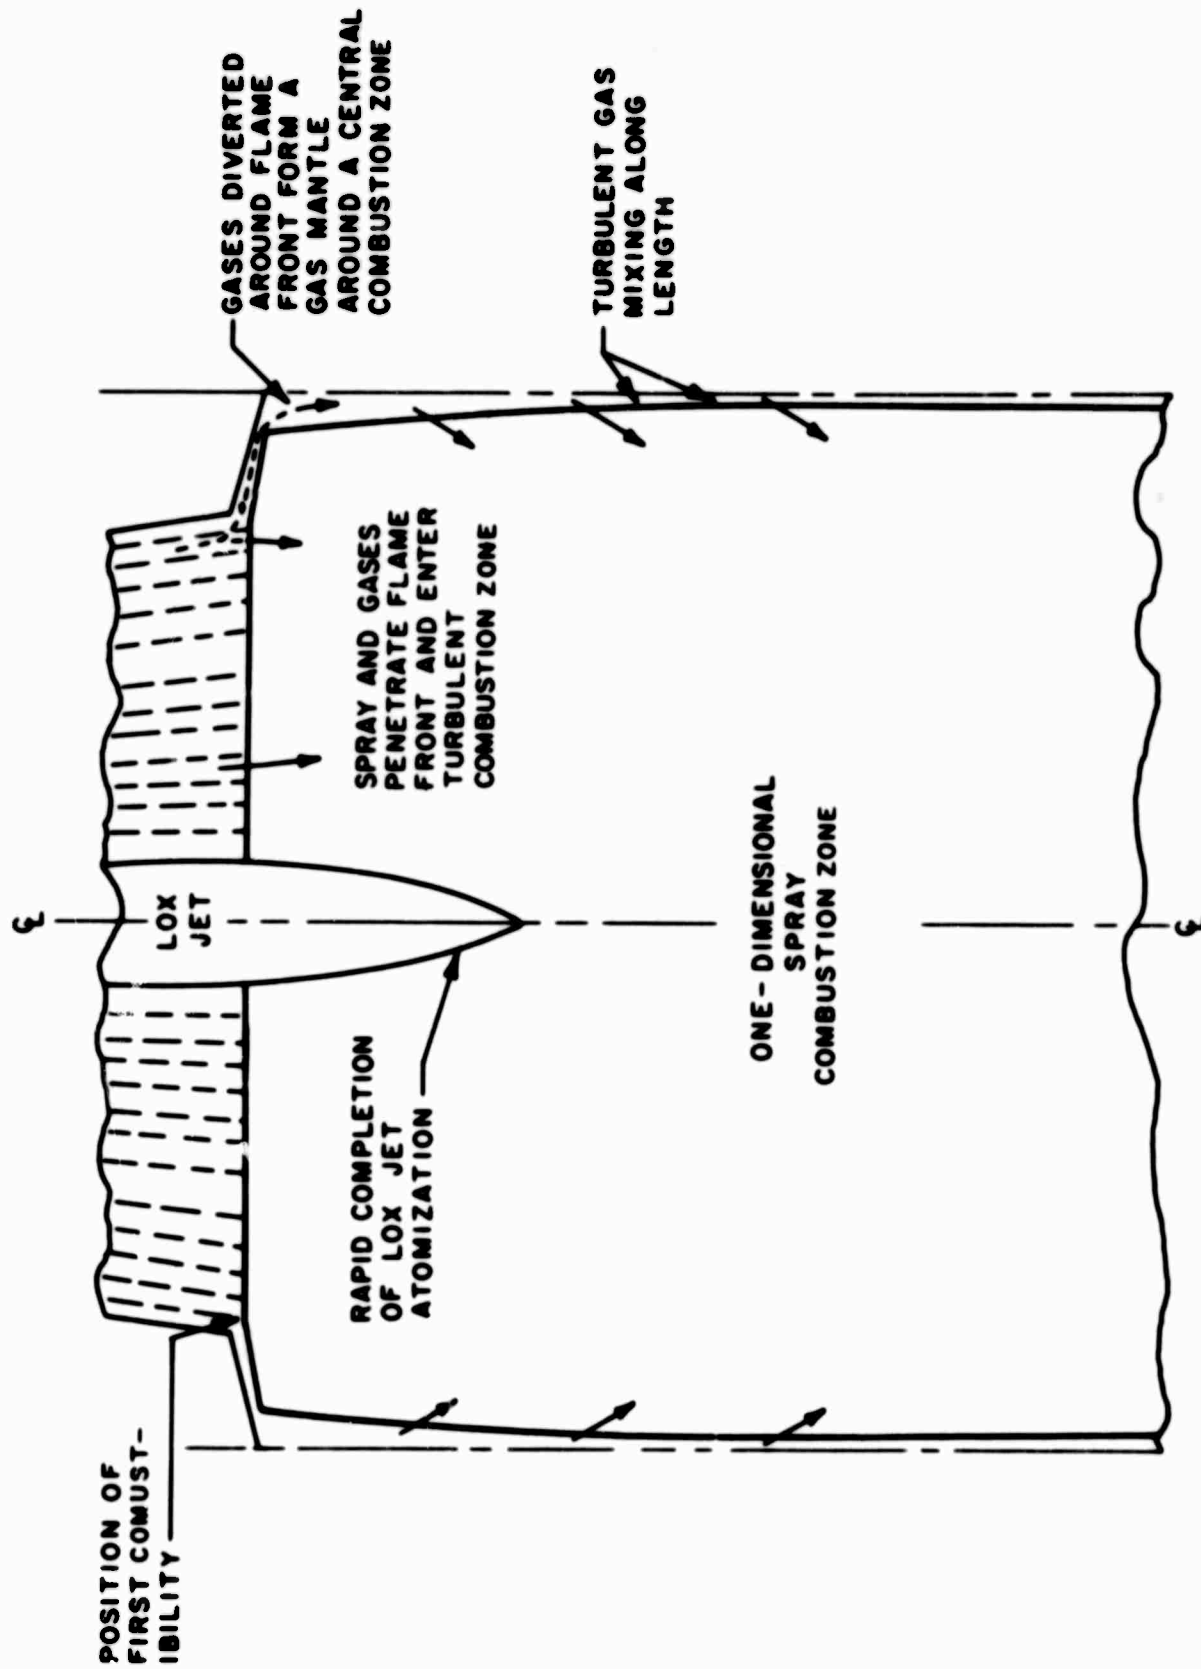 POSITION OF
FIRST COMUST-
IBILITY
RAPID COMPLETION
OF LOX JET
ATOMIZATION
℄
LOX
JET
ONE-DIMENSIONAL
SPRAY
COMBUSTION ZONE
℄
SPRAY AND GASES
PENETRATE FLAME
FRONT AND ENTER
TURBULENT
COMBUSTION ZONE
GASES DIVERTED
AROUND FLAME
FRONT FORM A
GAS MANTLE
AROUND A CENTRAL
COMBUSTION ZONE
TURBULENT GAS
MIXING ALONG
LENGTH